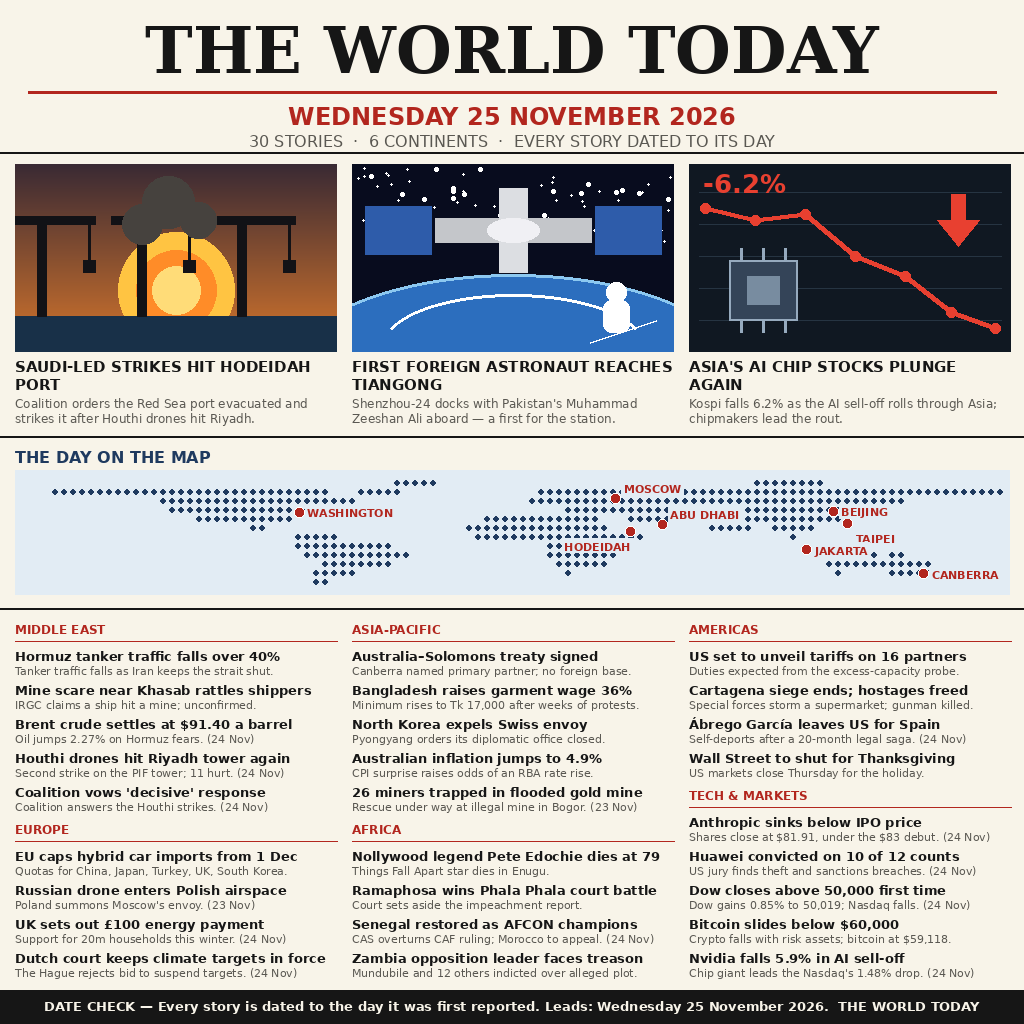 THE WORLD TODAY
WEDNESDAY 25 NOVEMBER 2026
30 STORIES · 6 CONTINENTS · EVERY STORY DATED TO ITS DAY
-6.2%
SAUDI-LED STRIKES HIT HODEIDAH
PORT
Coalition orders the Red Sea port evacuated and
strikes it after Houthi drones hit Riyadh.
FIRST FOREIGN ASTRONAUT REACHES
TIANGONG
Shenzhou-24 docks with Pakistan's Muhammad
Zeeshan Ali aboard — a first for the station.
ASIA'S AI CHIP STOCKS PLUNGE
AGAIN
Kospi falls 6.2% as the AI sell-off rolls through Asia;
chipmakers lead the rout.
THE DAY ON THE MAP
MOSCOW
WASHINGTON
ABU DHABI
BEIJING
HODEIDAH
TAIPEI
JAKARTA
CANBERRA
MIDDLE EAST
Hormuz tanker traffic falls over 40%
Tanker traffic falls as Iran keeps the strait shut.
Mine scare near Khasab rattles shippers
IRGC claims a ship hit a mine; unconfirmed.
Brent crude settles at $91.40 a barrel
Oil jumps 2.27% on Hormuz fears. (24 Nov)
Houthi drones hit Riyadh tower again
Second strike on the PIF tower; 11 hurt. (24 Nov)
Coalition vows 'decisive' response
Coalition answers the Houthi strikes. (24 Nov)
EUROPE
EU caps hybrid car imports from 1 Dec
Quotas for China, Japan, Turkey, UK, South Korea.
Russian drone enters Polish airspace
Poland summons Moscow's envoy. (23 Nov)
UK sets out £100 energy payment
Support for 20m households this winter. (24 Nov)
Dutch court keeps climate targets in force
The Hague rejects bid to suspend targets. (24 Nov)
ASIA-PACIFIC
Australia–Solomons treaty signed
Canberra named primary partner; no foreign base.
Bangladesh raises garment wage 36%
Minimum rises to Tk 17,000 after weeks of protests.
North Korea expels Swiss envoy
Pyongyang orders its diplomatic office closed.
Australian inflation jumps to 4.9%
CPI surprise raises odds of an RBA rate rise.
26 miners trapped in flooded gold mine
Rescue under way at illegal mine in Bogor. (23 Nov)
AFRICA
Nollywood legend Pete Edochie dies at 79
Things Fall Apart star dies in Enugu.
Ramaphosa wins Phala Phala court battle
Court sets aside the impeachment report.
Senegal restored as AFCON champions
CAS overturns CAF ruling; Morocco to appeal. (24 Nov)
Zambia opposition leader faces treason
Mundubile and 12 others indicted over alleged plot.
AMERICAS
US set to unveil tariffs on 16 partners
Duties expected from the excess-capacity probe.
Cartagena siege ends; hostages freed
Special forces storm a supermarket; gunman killed.
Ábrego García leaves US for Spain
Self-deports after a 20-month legal saga. (24 Nov)
Wall Street to shut for Thanksgiving
US markets close Thursday for the holiday.
TECH & MARKETS
Anthropic sinks below IPO price
Shares close at $81.91, under the $83 debut. (24 Nov)
Huawei convicted on 10 of 12 counts
US jury finds theft and sanctions breaches. (24 Nov)
Dow closes above 50,000 first time
Dow gains 0.85% to 50,019; Nasdaq falls. (24 Nov)
Bitcoin slides below $60,000
Crypto falls with risk assets; bitcoin at $59,118.
Nvidia falls 5.9% in AI sell-off
Chip giant leads the Nasdaq's 1.48% drop. (24 Nov)
DATE CHECK — Every story is dated to the day it was first reported. Leads: Wednesday 25 November 2026. THE WORLD TODAY